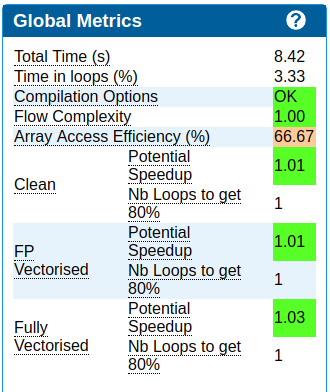 Global Metrics ?
Total Time (s) 8.42
Time in loops (%) 3.33
Compilation Options OK
Flow Complexity 1.00
Array Access Efficiency (%) 66.67
Clean
Potential
Speedup
1.01
Nb Loops to get
80%
1
FP
Vectorised
Potential
Speedup
1.01
Nb Loops to get
80%
1
Fully
Vectorised
Potential
Speedup
1.03
Nb Loops to get
80%
1